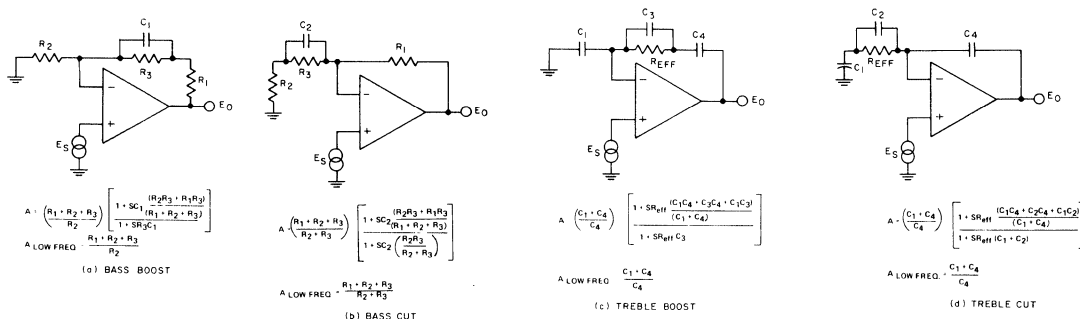 R2
C1
R3
R1
−
+
EO
ES
A = (R1 + R2 + R3 / R2) [1 + SC1 (R2R3 + R1R3) / (R1 + R2 + R3) / 1 + SR3C1]
A LOW FREQ = R1 + R2 + R3 / R2
(a) BASS BOOST
C2
R3
R2
R1
−
+
EO
ES
A = (R1 + R2 + R3 / R2 + R3) [1 + SC2 (R2R3 + R1R3) / (R1 + R2 + R3) / 1 + SC2 (R2R3 / R2 + R3)]
A LOW FREQ = R1 + R2 + R3 / R2 + R3
(b) BASS CUT
C1
C3
REFF
C4
−
+
EO
ES
A (C1 + C4 / C4) [1 + SReff (C1C4 + C3C4 + C1C3) / (C1 + C4) / 1 + SReff C3]
A LOW FREQ C1 + C4 / C4
(c) TREBLE BOOST
C2
REFF
C1
C4
−
+
EO
ES
A = (C1 + C4 / C4) [1 + SReff (C1C4 + C2C4 + C1C2) / (C1 + C4) / 1 + SReff (C1 + C2)]
A LOW FREQ. = C1 + C4 / C4
(d) TREBLE CUT